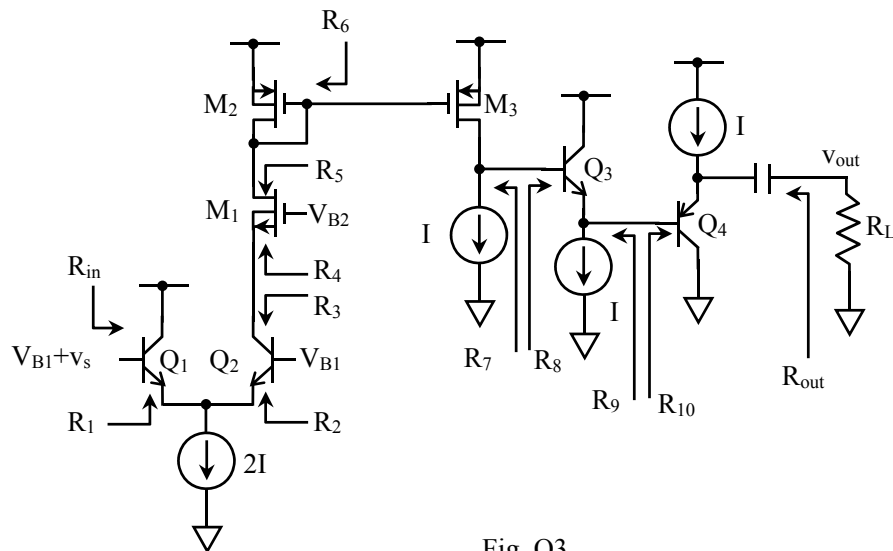 R6
M2
M3
I
Q3
vout
R5
M1
VB2
I
Q4
RL
Rin
R4
R3
I
VB1+vs
Q1
Q2
VB1
R7
R8
Rout
R1
R2
R9
R10
2I
Fig. Q3